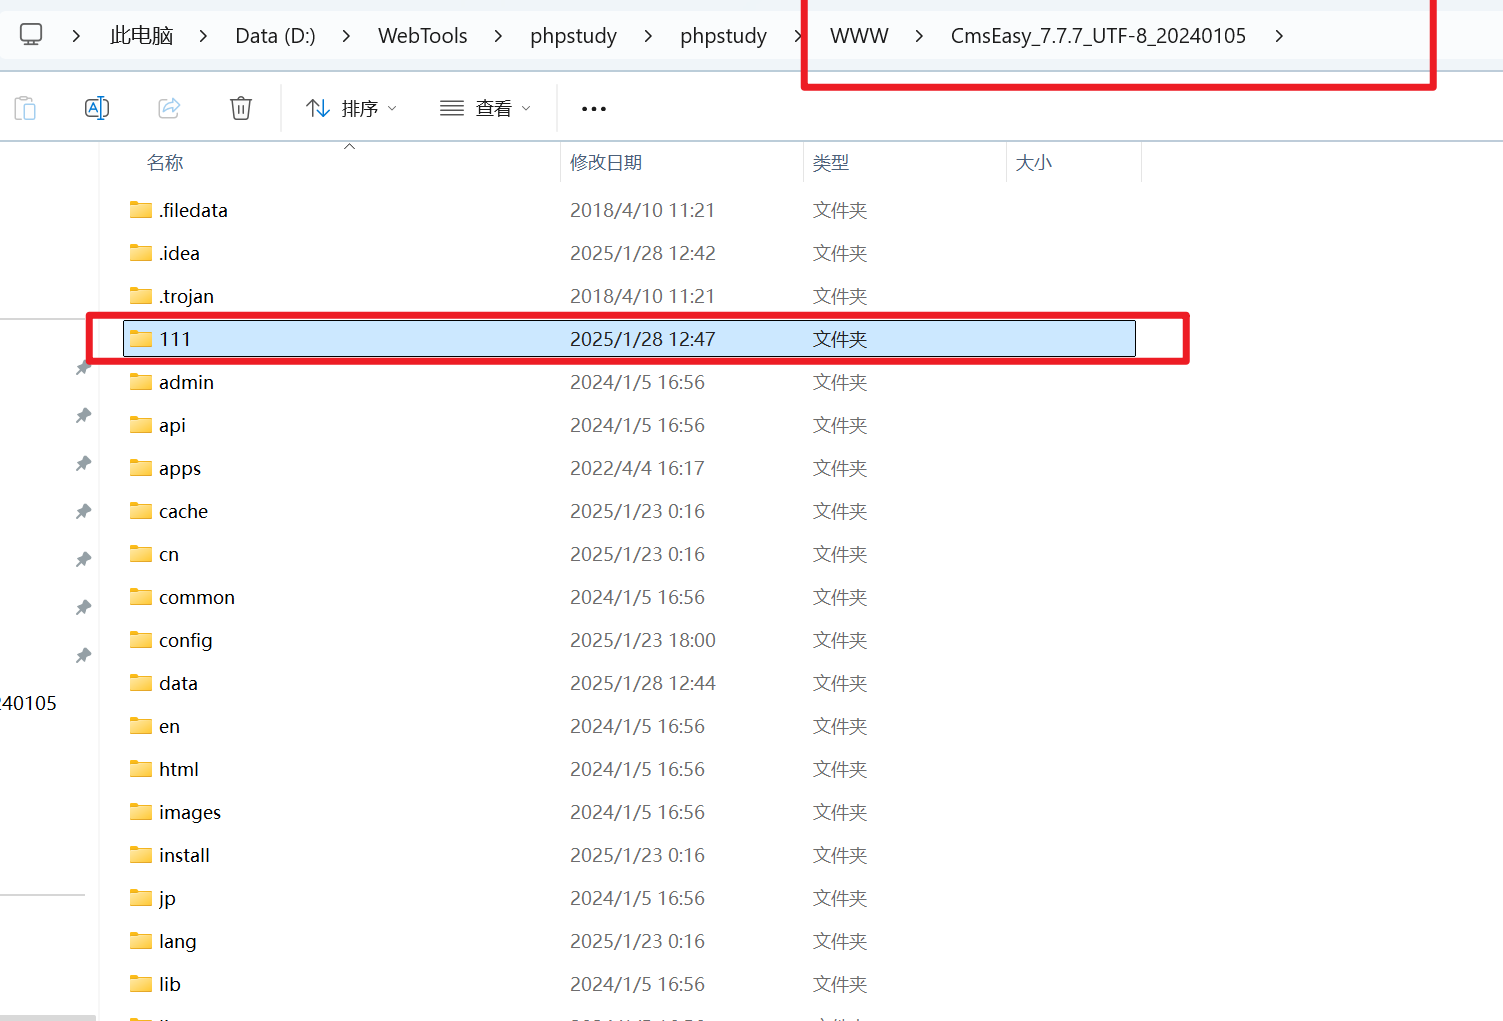 此电脑 > Data (D:) > WebTools > phpstudy > phpstudy > WWW > CmsEasy_7.7.7_UTF-8_20240105 >
排序 查看 •••
名称 修改日期 类型 大小
.filedata 2018/4/10 11:21 文件夹
.idea 2025/1/28 12:42 文件夹
.trojan 2018/4/10 11:21 文件夹
111 2025/1/28 12:47 文件夹
admin 2024/1/5 16:56 文件夹
api 2024/1/5 16:56 文件夹
apps 2022/4/4 16:17 文件夹
cache 2025/1/23 0:16 文件夹
cn 2025/1/23 0:16 文件夹
common 2024/1/5 16:56 文件夹
config 2025/1/23 18:00 文件夹
data 2025/1/28 12:44 文件夹
240105
en 2024/1/5 16:56 文件夹
html 2024/1/5 16:56 文件夹
images 2024/1/5 16:56 文件夹
install 2025/1/23 0:16 文件夹
jp 2024/1/5 16:56 文件夹
lang 2025/1/23 0:16 文件夹
lib 2024/1/5 16:56 文件夹